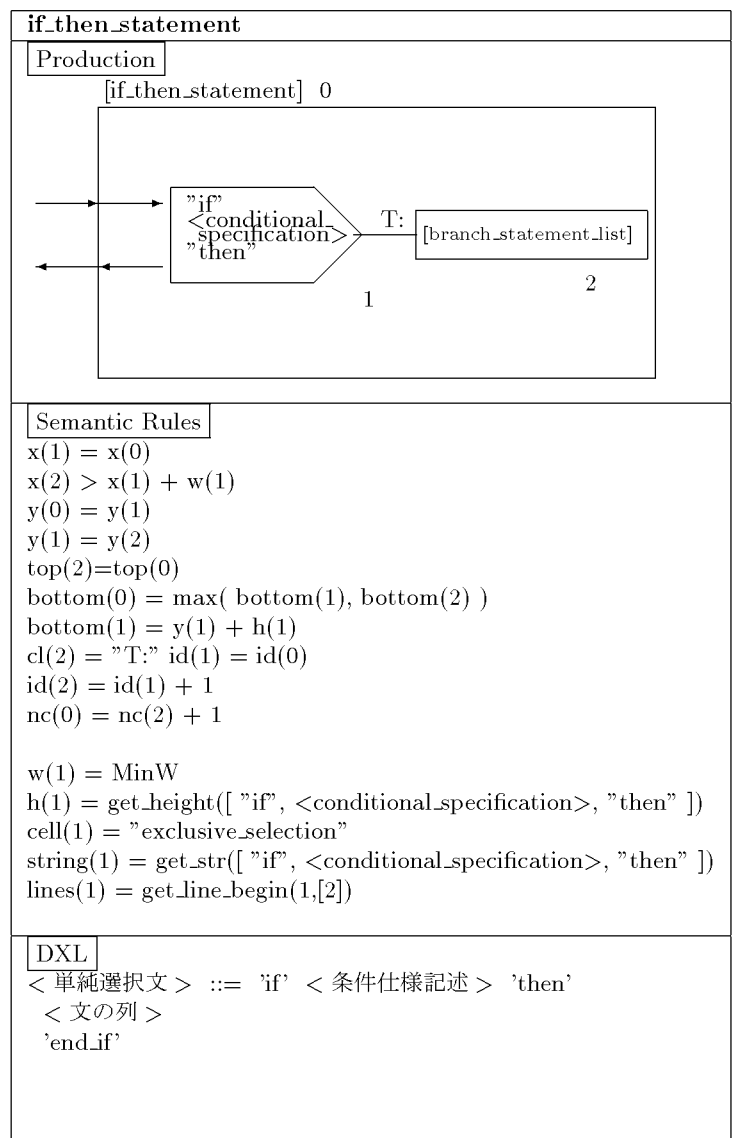 if_then_statement
Production
[if_then_statement] 0
"if"
<conditional_
specification>
"then"
T:
[branch_statement_list]
1
2
Semantic Rules
x(1) = x(0)
x(2) > x(1) + w(1)
y(0) = y(1)
y(1) = y(2)
top(2)=top(0)
bottom(0) = max( bottom(1), bottom(2) )
bottom(1) = y(1) + h(1)
cl(2) = "T:" id(1) = id(0)
id(2) = id(1) + 1
nc(0) = nc(2) + 1
w(1) = MinW
h(1) = get_height([ "if", <conditional_specification>, "then" ])
cell(1) = "exclusive_selection"
string(1) = get_str([ "if", <conditional_specification>, "then" ])
lines(1) = get_line_begin(1,[2])
DXL
< 単純選択文 > ::= 'if' < 条件仕様記述 > 'then'
< 文の列 >
'end_if'